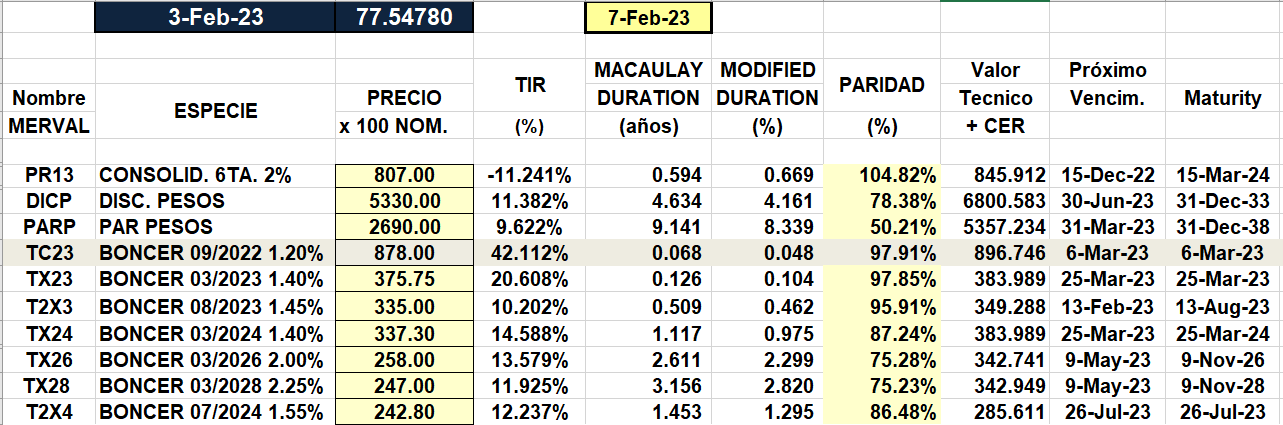 3-Feb-23 77.54780 7-Feb-23
Nombre MERVAL ESPECIE PRECIO x 100 NOM. TIR (%) MACAULAY DURATION (años) MODIFIED DURATION (%) PARIDAD (%) Valor Tecnico + CER Próximo Vencim. Maturity
PR13 CONSOLID. 6TA. 2% 807.00 -11.241% 0.594 0.669 104.82% 845.912 15-Dec-22 15-Mar-24
DICP DISC. PESOS 5330.00 11.382% 4.634 4.161 78.38% 6800.583 30-Jun-23 31-Dec-33
PARP PAR PESOS 2690.00 9.622% 9.141 8.339 50.21% 5357.234 31-Mar-23 31-Dec-38
TC23 BONCER 09/2022 1.20% 878.00 42.112% 0.068 0.048 97.91% 896.746 6-Mar-23 6-Mar-23
TX23 BONCER 03/2023 1.40% 375.75 20.608% 0.126 0.104 97.85% 383.989 25-Mar-23 25-Mar-23
T2X3 BONCER 08/2023 1.45% 335.00 10.202% 0.509 0.462 95.91% 349.288 13-Feb-23 13-Aug-23
TX24 BONCER 03/2024 1.40% 337.30 14.588% 1.117 0.975 87.24% 383.989 25-Mar-23 25-Mar-24
TX26 BONCER 03/2026 2.00% 258.00 13.579% 2.611 2.299 75.28% 342.741 9-May-23 9-Nov-26
TX28 BONCER 03/2028 2.25% 247.00 11.925% 3.156 2.820 75.23% 342.949 9-May-23 9-Nov-28
T2X4 BONCER 07/2024 1.55% 242.80 12.237% 1.453 1.295 86.48% 285.611 26-Jul-23 26-Jul-23